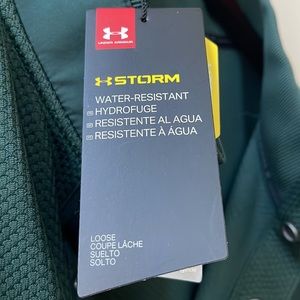 UNDER ARMOUR
STORM
WATER-RESISTANT
HYDROFUGE
RESISTENTE AL AGUA
RESISTENTE À ÁGUA
LOOSE
COUPE LÂCHE
SUELTO
SOLTO